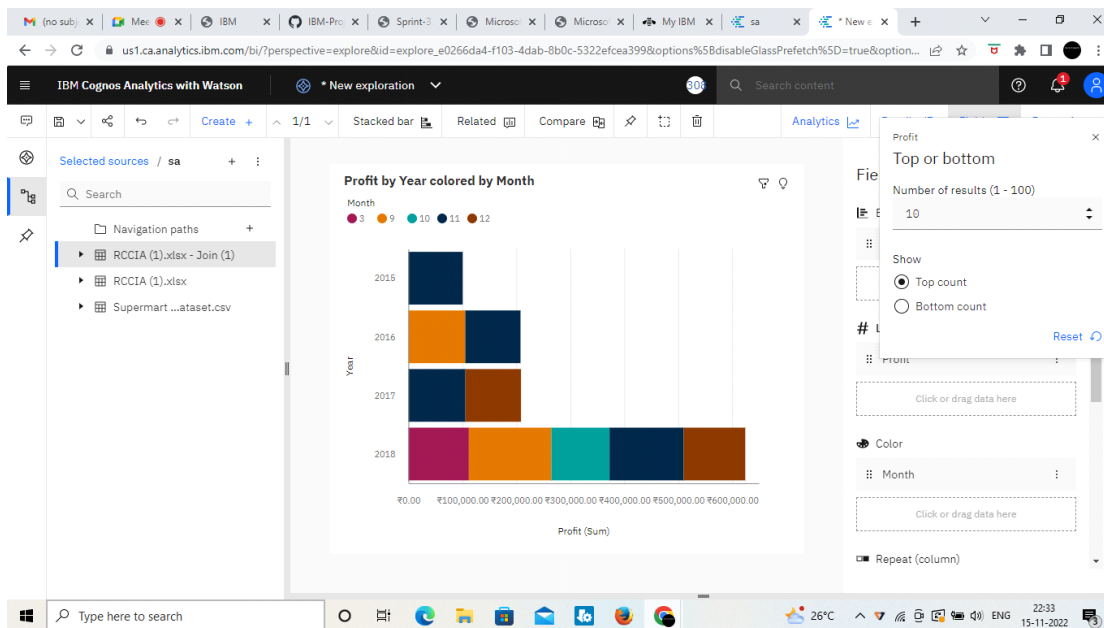 (no subj
Mee
IBM
IBM-Pro
Sprint-3
Microso
Microso
My IBM
sa
* New e
us1.ca.analytics.ibm.com/bi/?perspective=explore&id=explore_e0266da4-f103-4dab-8b0c-5322efcea399&options%5BdisableGlassPrefetch%5D=true&option...
IBM Cognos Analytics with Watson
* New exploration
308
Search content
1
Create +
1/1
Stacked bar
Related
Compare
Analytics
Selected sources / sa
Search
Navigation paths
RCCIA (1).xlsx - Join (1)
RCCIA (1).xlsx
Supermart ...ataset.csv
Profit by Year colored by Month
Month
3 9 10 11 12
2015
2016
2017
2018
Year
₹0.00 ₹100,000.00 ₹200,000.00 ₹300,000.00 ₹400,000.00 ₹500,000.00 ₹600,000.00
Profit (Sum)
Profit
Top or bottom
Number of results (1 - 100)
10
Show
Top count
Bottom count
Reset
Fie
Profit
Click or drag data here
Color
Month
Click or drag data here
Repeat (column)
Type here to search
26°C
ENG
22:33
15-11-2022
3